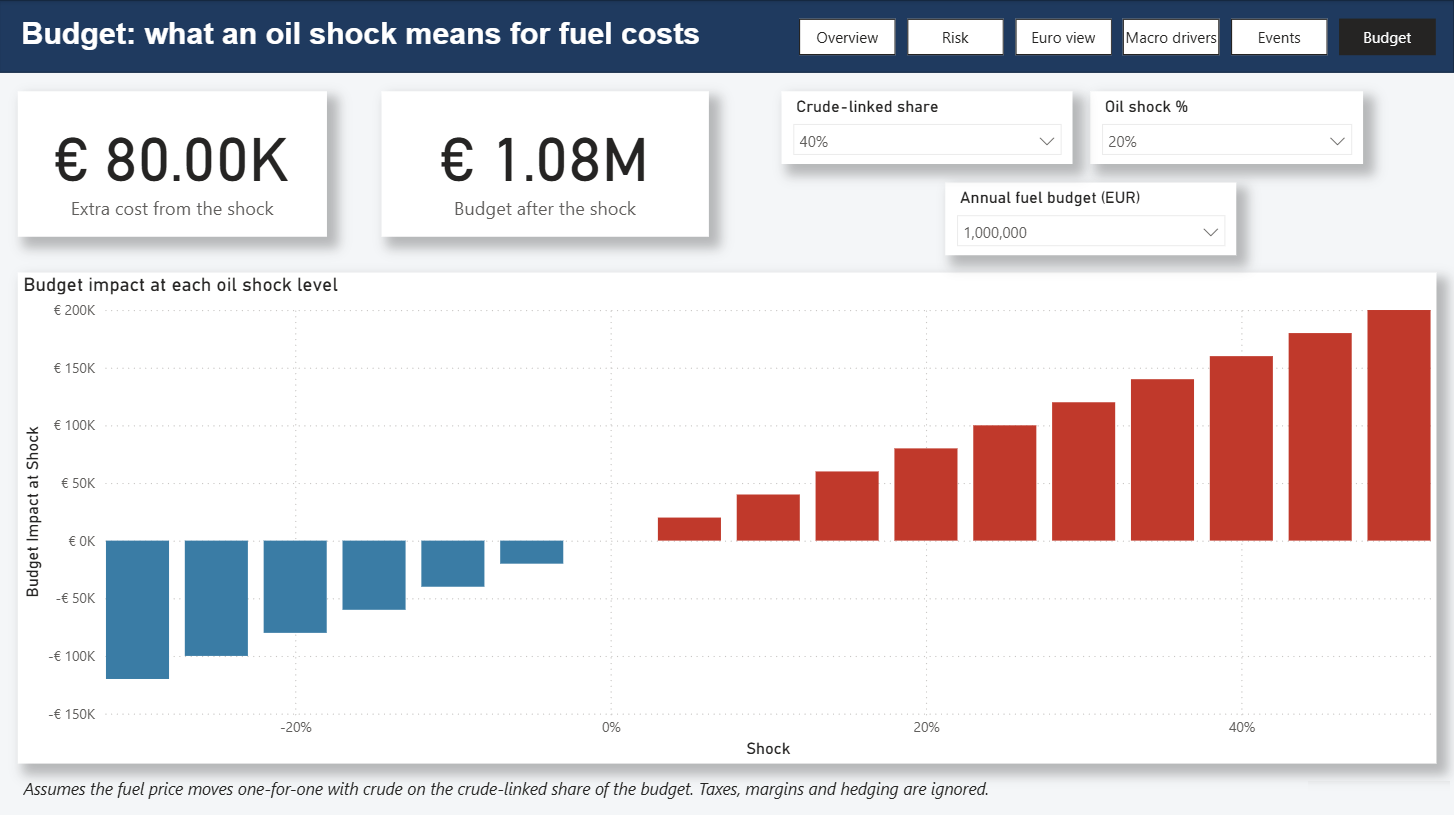 Budget: what an oil shock means for fuel costs
Overview
Risk
Euro view
Macro drivers
Events
Budget
€ 80.00K
Extra cost from the shock
€ 1.08M
Budget after the shock
Crude-linked share
40%
Oil shock %
20%
Annual fuel budget (EUR)
1,000,000
Budget impact at each oil shock level
Budget Impact at Shock
€ 200K
€ 150K
€ 100K
€ 50K
€ 0K
-€ 50K
-€ 100K
-€ 150K
-20%
0%
20%
40%
Shock
Assumes the fuel price moves one-for-one with crude on the crude-linked share of the budget. Taxes, margins and hedging are ignored.